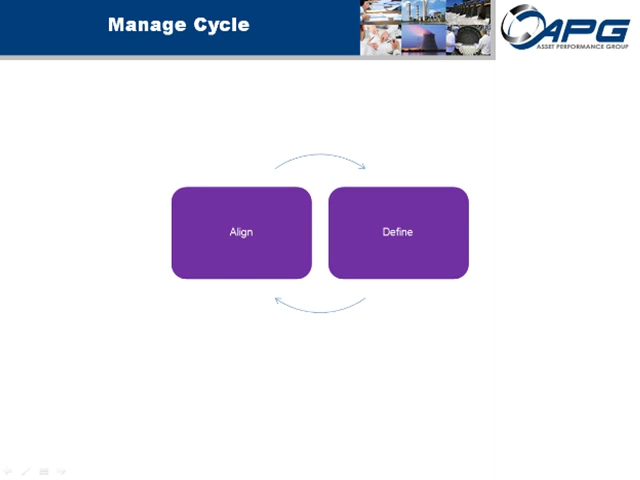 Manage Cycle
APG
ASSET PERFORMANCE GROUP
Align
Define